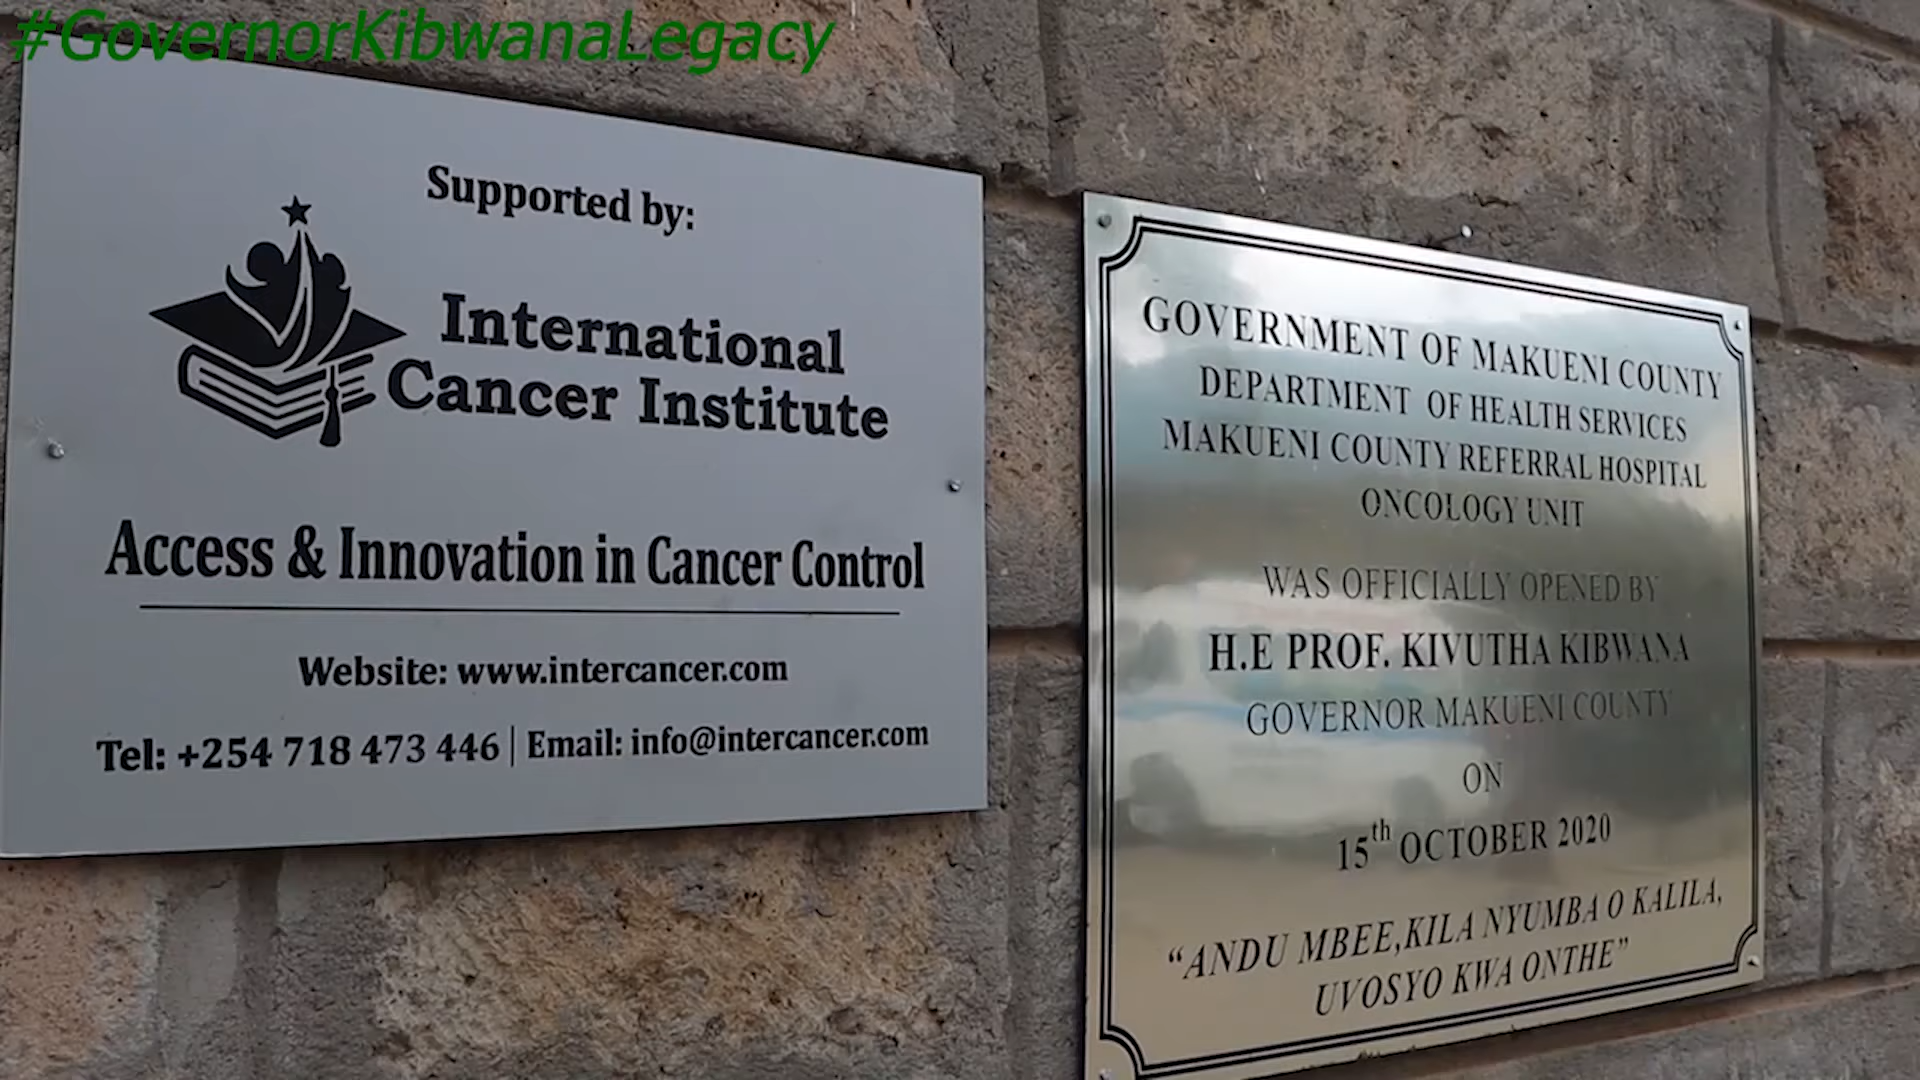 #GovernorKibwanaLegacy
Supported by:
International
Cancer Institute
Access & Innovation in Cancer Control
Website: www.intercancer.com
Tel: +254 718 473 446 | Email: info@intercancer.com
GOVERNMENT OF MAKUENI COUNTY
DEPARTMENT OF HEALTH SERVICES
MAKUENI COUNTY REFERRAL HOSPITAL
ONCOLOGY UNIT
WAS OFFICIALLY OPENED BY
H.E PROF. KIVUTHA KIBWANA
GOVERNOR MAKUENI COUNTY
ON
15th OCTOBER 2020
“ANDU MBEE,KILA NYUMBA O KALILA,
UVOSYO KWA ONTHE”